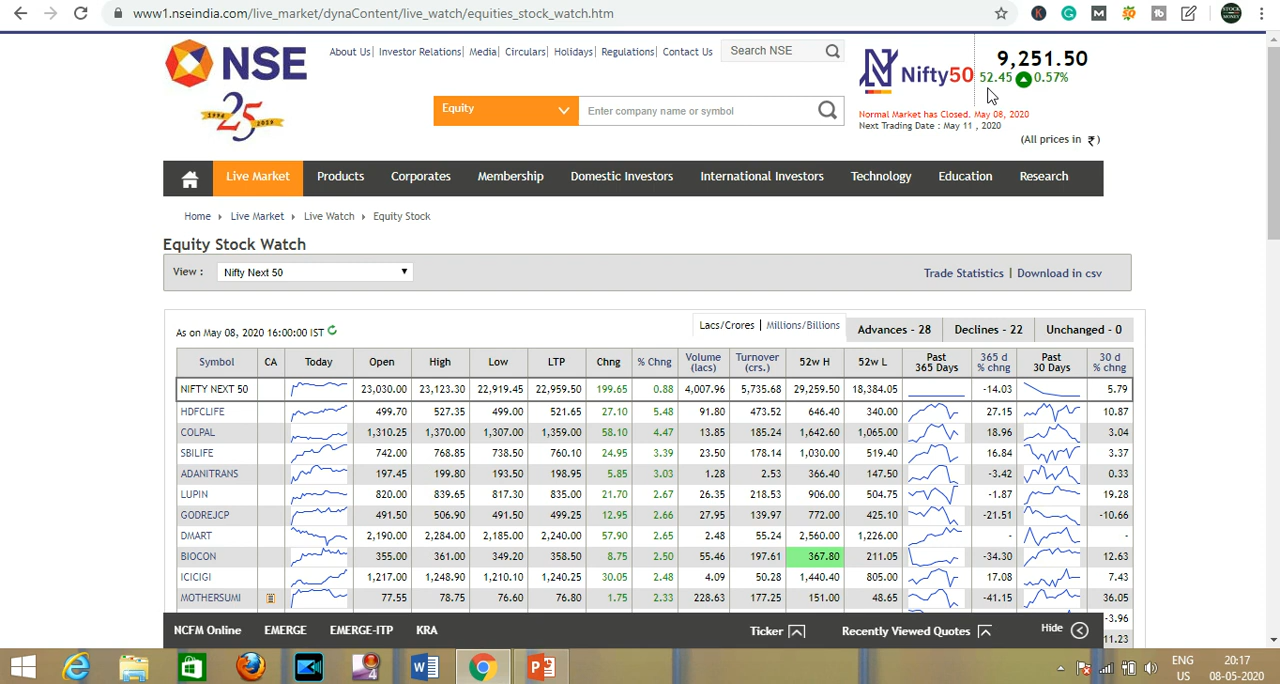 www1.nseindia.com/live_market/dynaContent/live_watch/equities_stock_watch.htm
NSE
1994 25 2019
About Us| Investor Relations| Media| Circulars| Holidays| Regulations| Contact Us
Search NSE
Equity
Enter company name or symbol
Nifty50
9,251.50
52.45 0.57%
Normal Market has Closed. May 08, 2020
Next Trading Date : May 11 , 2020
(All prices in ₹)
Live Market Products Corporates Membership Domestic Investors International Investors Technology Education Research
Home Live Market Live Watch Equity Stock
Equity Stock Watch
View : Nifty Next 50 Trade Statistics | Download in csv
As on May 08, 2020 16:00:00 IST
Lacs/Crores | Millions/Billions Advances - 28 Declines - 22 Unchanged - 0
Symbol CA Today Open High Low LTP Chng % Chng Volume (lacs) Turnover (crs.) 52w H 52w L Past 365 Days 365 d % chng Past 30 Days 30 d % chng
NIFTY NEXT 50 23,030.00 23,123.30 22,919.45 22,959.50 199.65 0.88 4,007.96 5,735.68 29,259.50 18,384.05 -14.03 5.79
HDFCLIFE 499.70 527.35 499.00 521.65 27.10 5.48 91.80 473.52 646.40 340.00 27.15 10.87
COLPAL 1,310.25 1,370.00 1,307.00 1,359.00 58.10 4.47 13.85 185.24 1,642.60 1,065.00 18.96 3.04
SBILIFE 742.00 768.85 738.50 760.10 24.95 3.39 23.50 178.14 1,030.00 519.40 16.84 3.37
ADANITRANS 197.45 199.80 193.50 198.95 5.85 3.03 1.28 2.53 366.40 147.50 -3.42 0.33
LUPIN 820.00 839.65 817.30 835.00 21.70 2.67 26.35 218.53 906.00 504.75 -1.87 19.28
GODREJCP 491.50 506.90 491.50 499.25 12.95 2.66 27.95 139.97 772.00 425.10 -21.51 -10.66
DMART 2,190.00 2,284.00 2,185.00 2,240.00 57.90 2.65 2.48 55.24 2,560.00 1,226.00 - -
BIOCON 355.00 361.00 349.20 358.50 8.75 2.50 55.46 197.61 367.80 211.05 -34.30 12.63
ICICIGI 1,217.00 1,248.90 1,210.10 1,240.25 30.05 2.48 4.09 50.28 1,440.40 805.00 17.08 7.43
MOTHERSUMI 77.55 78.75 76.60 76.80 1.75 2.33 228.63 177.25 151.00 48.65 -41.15 36.05
-3.96
11.23
NCFM Online EMERGE EMERGE-ITP KRA Ticker Recently Viewed Quotes Hide
ENG 20:17
US 08-05-2020